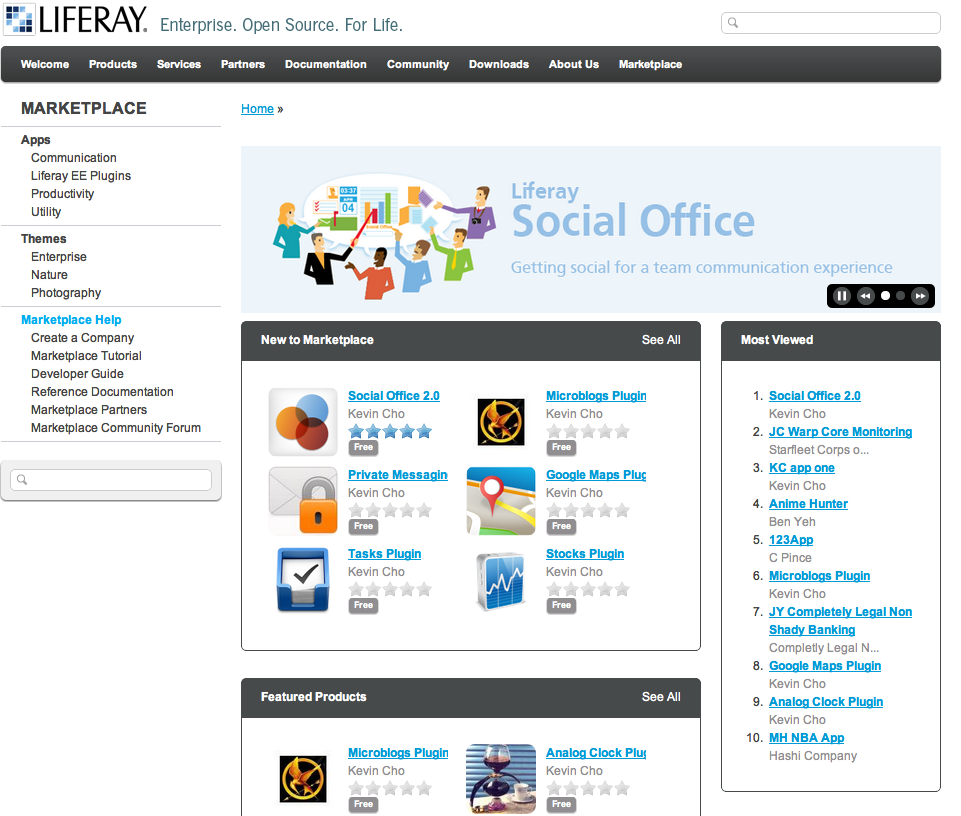 LIFERAY.
Enterprise. Open Source. For Life.
Welcome Products Services Partners Documentation Community Downloads About Us Marketplace
MARKETPLACE
Apps
Communication
Liferay EE Plugins
Productivity
Utility
Themes
Enterprise
Nature
Photography
Marketplace Help
Create a Company
Marketplace Tutorial
Developer Guide
Reference Documentation
Marketplace Partners
Marketplace Community Forum
Home »
03:37
APR
04
Social Office
Liferay
Social Office
Getting social for a team communication experience
New to Marketplace
See All
Social Office 2.0
Kevin Cho
Free
Microblogs Plugin
Kevin Cho
Free
Private Messagin
Kevin Cho
Free
Google Maps Plug
Kevin Cho
Free
Tasks Plugin
Kevin Cho
Free
Stocks Plugin
Kevin Cho
Free
Featured Products
See All
Microblogs Plugin
Kevin Cho
Free
Analog Clock Plug
Kevin Cho
Free
Most Viewed
1. Social Office 2.0
Kevin Cho
2. JC Warp Core Monitoring
Starfleet Corps o...
3. KC app one
Kevin Cho
4. Anime Hunter
Ben Yeh
5. 123App
C Pince
6. Microblogs Plugin
Kevin Cho
7. JY Completely Legal Non
Shady Banking
Completly Legal N...
8. Google Maps Plugin
Kevin Cho
9. Analog Clock Plugin
Kevin Cho
10. MH NBA App
Hashi Company